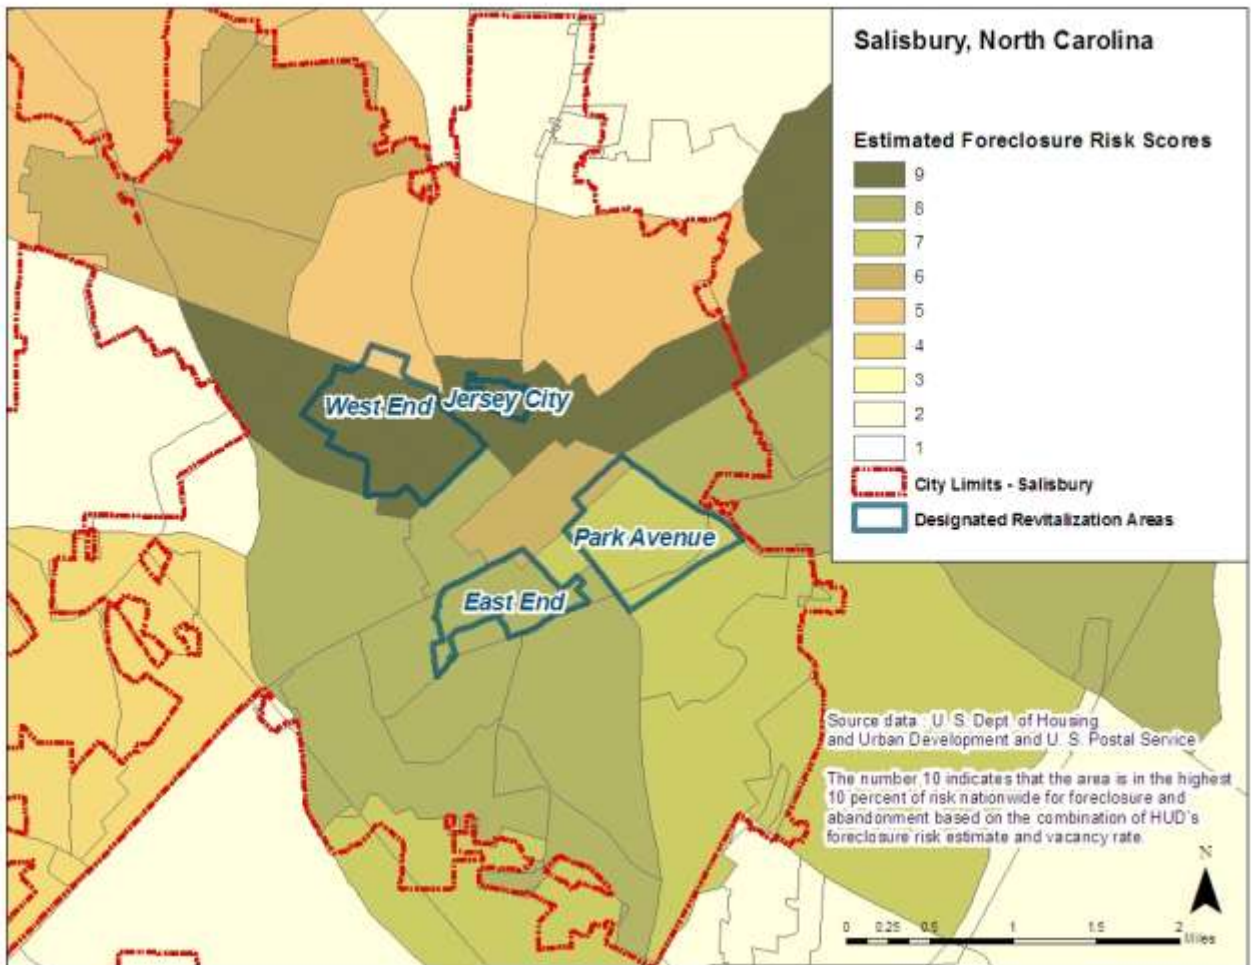 Salisbury, North Carolina
Estimated Foreclosure Risk Scores
9
8
7
6
5
4
3
2
1
City Limits - Salisbury
Designated Revitalization Areas
West End
Jersey City
Park Avenue
East End
Source data : U. S. Dept. of Housing
and Urban Development and U. S. Postal Service
The number 10 indicates that the area is in the highest
10 percent of risk nationwide for foreclosure and
abandonment based on the combination of HUD's
foreclosure risk estimate and vacancy rate.
N
0 0.25 0.5 1 1.5 2
Miles